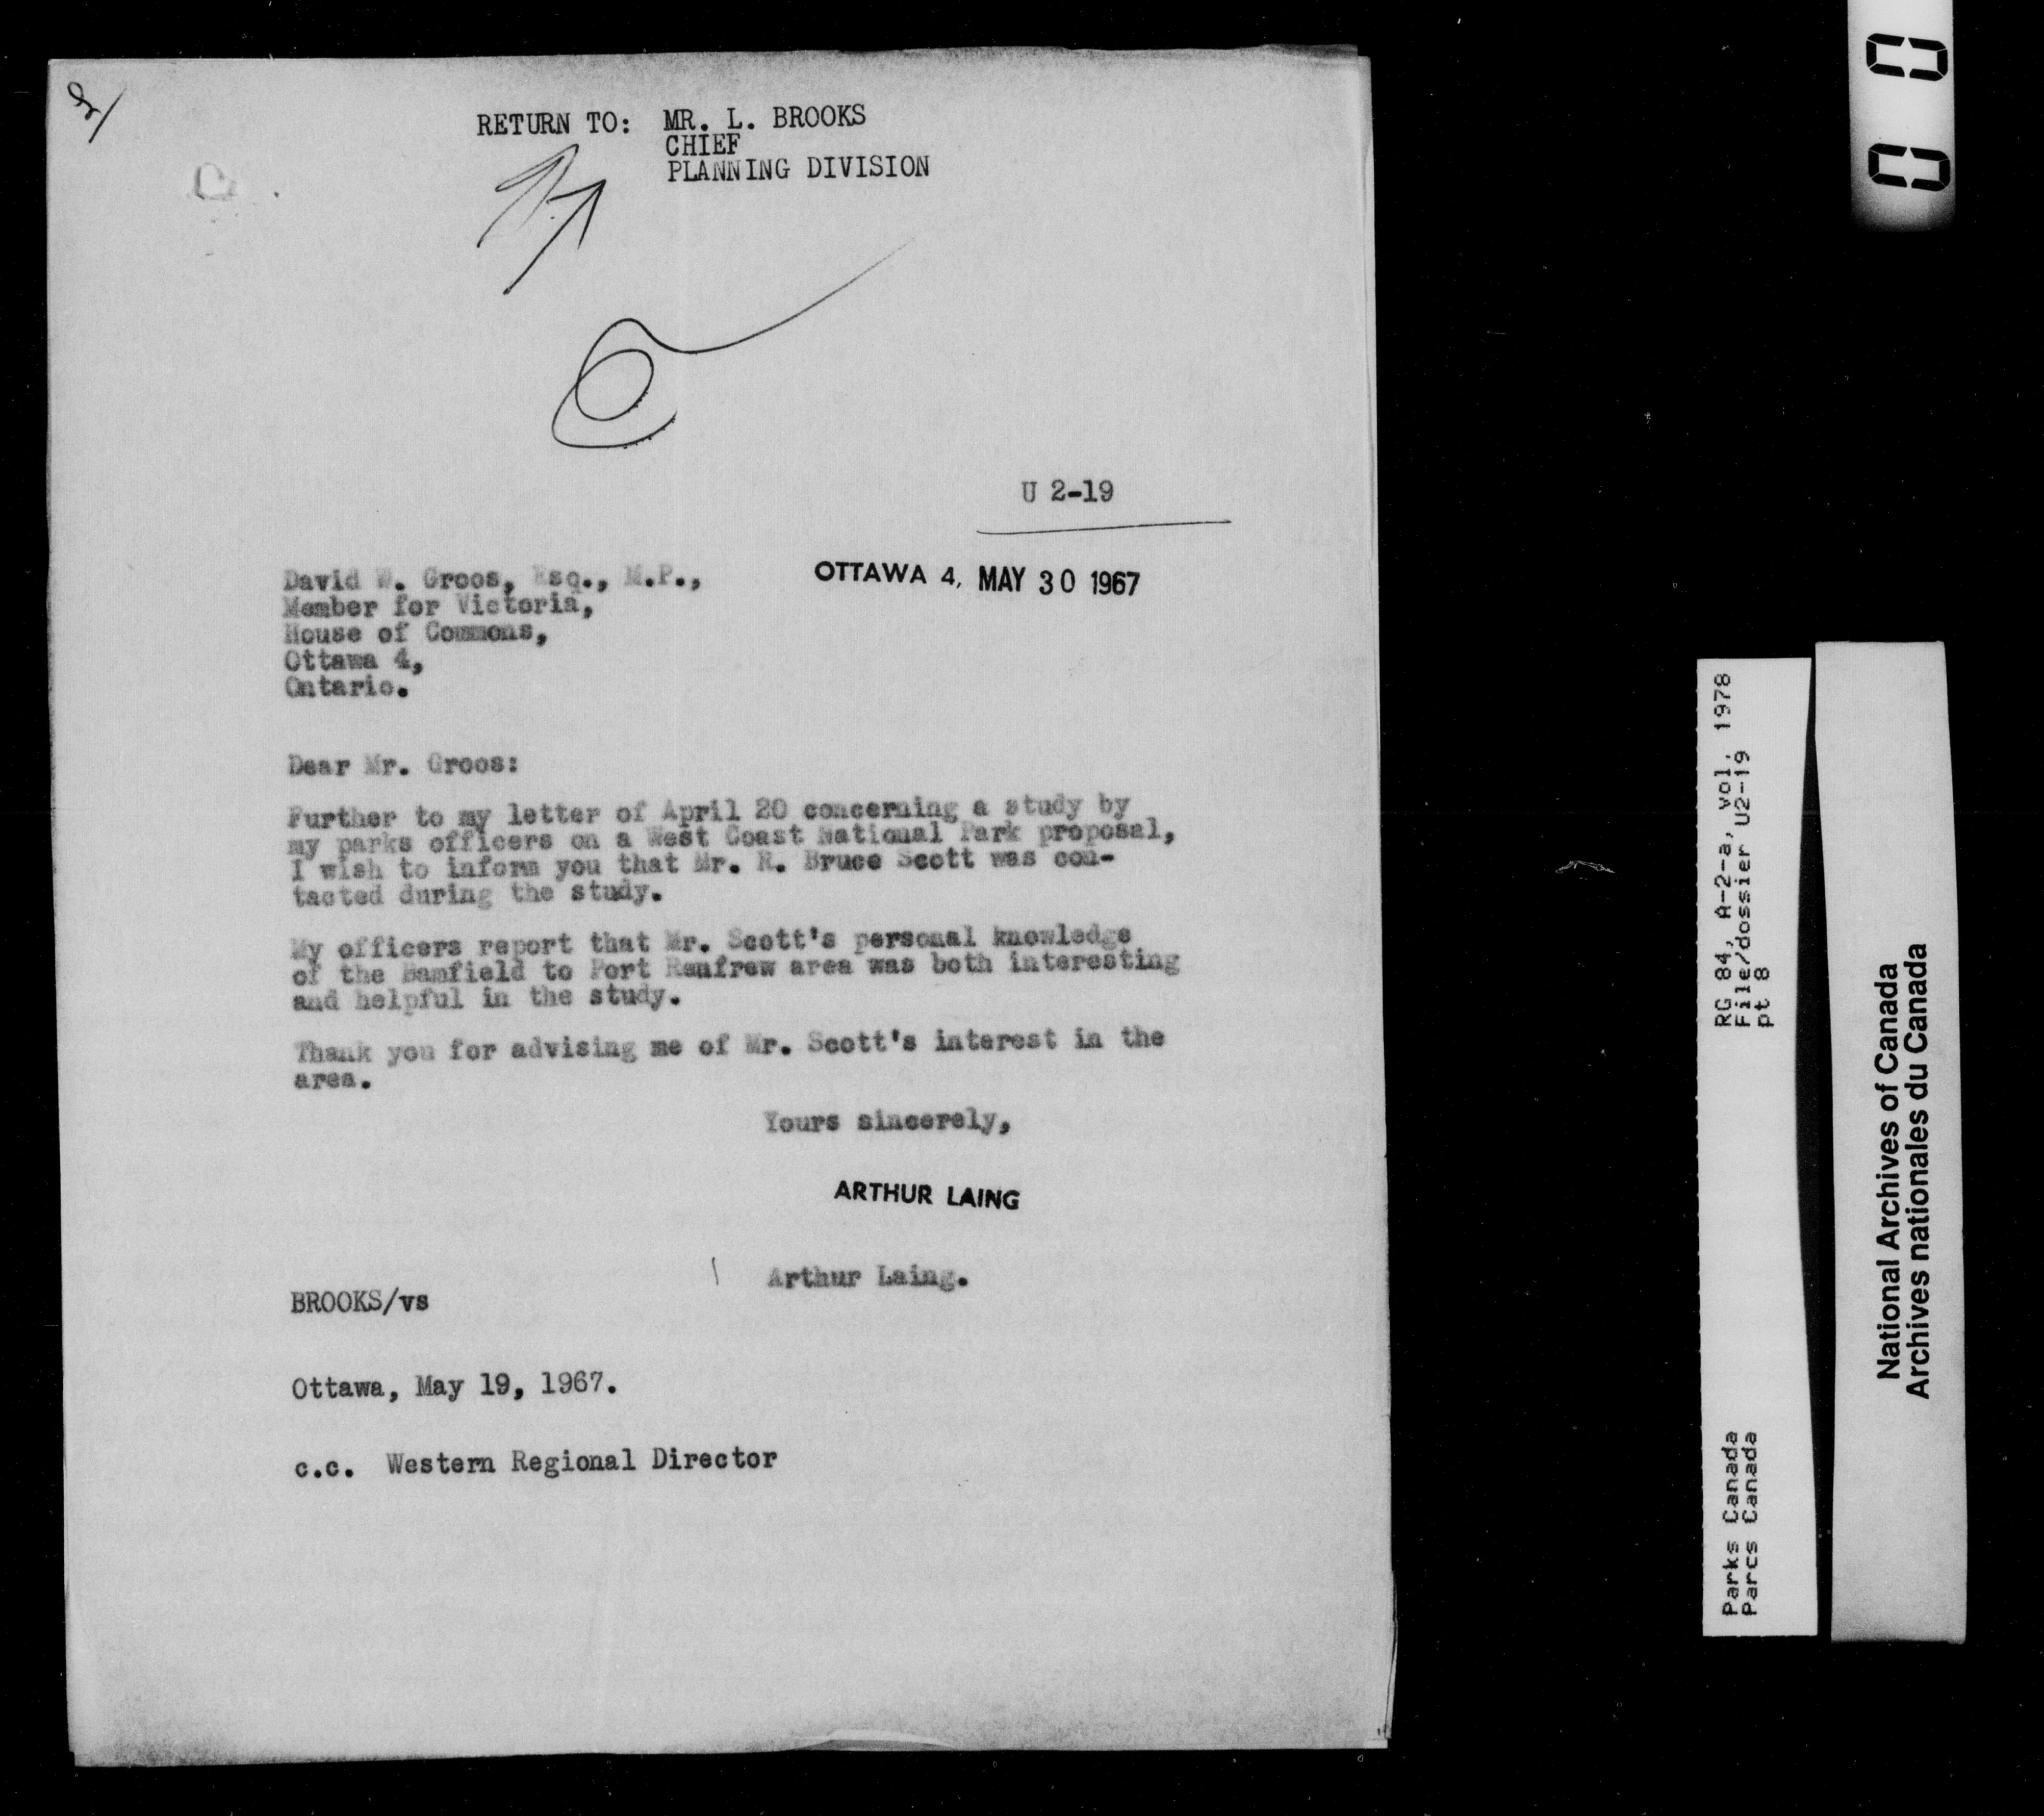 RETURN TO: MR. L. BROOKS
CHIEF
PLANNING DIVISION
U 2-19
OTTAWA 4, MAY 30 1967
David W. Groos, Esq., M.P.,
Member for Victoria,
House of Commons,
Ottawa 4,
Ontario.
Dear Mr. Groos:
Further to my letter of April 20 concerning a study by
my parks officers on a West Coast National Park proposal,
I wish to inform you that Mr. R. Bruce Scott was con-
tacted during the study.
My officers report that Mr. Scott's personal knowledge
of the Bamfield to Port Renfrew area was both interesting
and helpful in the study.
Thank you for advising me of Mr. Scott's interest in the
area.
Yours sincerely,
ARTHUR LAING
Arthur Laing.
BROOKS/vs
Ottawa, May 19, 1967.
c.c. Western Regional Director
RG 84, A-2-a, vol. 1978
File/dossier U2-19
pt 8
Parks Canada
Parcs Canada
National Archives of Canada
Archives nationales du Canada
00